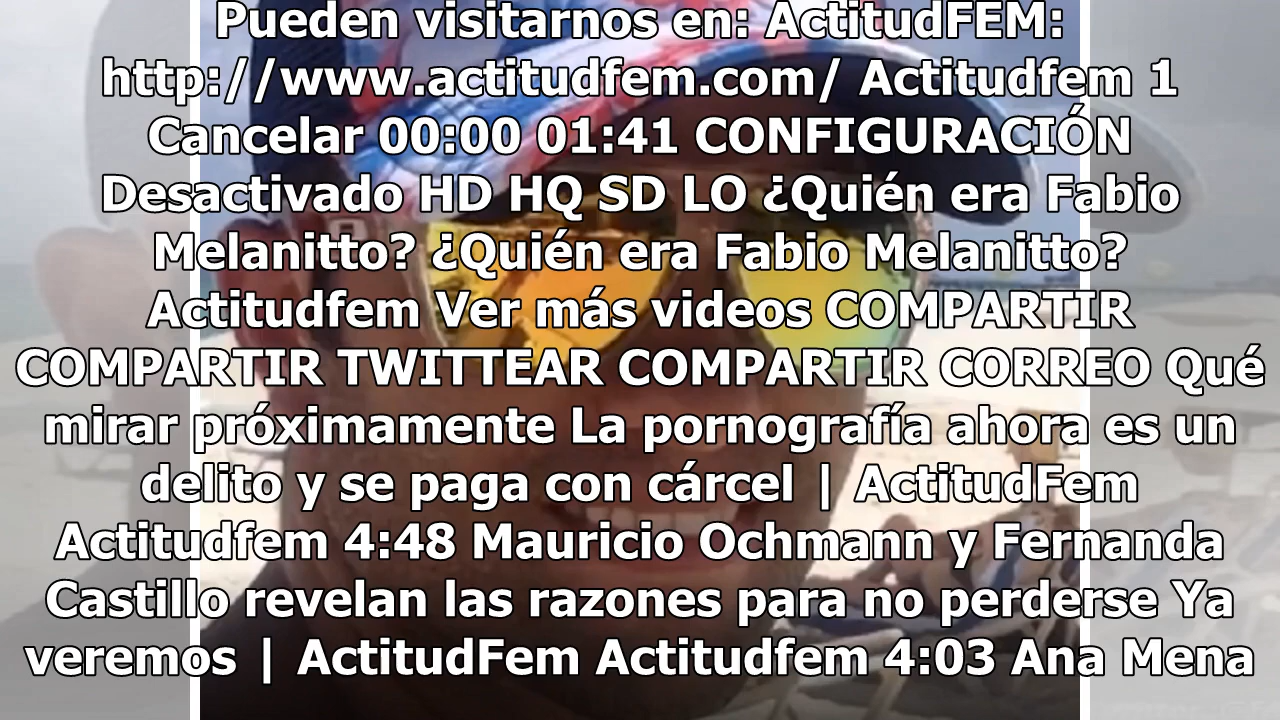 Pueden visitarnos en: ActitudFEM:
http://www.actitudfem.com/ Actitudfem 1
Cancelar 00:00 01:41 CONFIGURACIÓN
Desactivado HD HQ SD LO ¿Quién era Fabio
Melanitto? ¿Quién era Fabio Melanitto?
Actitudfem Ver más videos COMPARTIR
COMPARTIR TWITTEAR COMPARTIR CORREO Qué
mirar próximamente La pornografía ahora es un
delito y se paga con cárcel | ActitudFem
Actitudfem 4:48 Mauricio Ochmann y Fernanda
Castillo revelan las razones para no perderse Ya
veremos | ActitudFem Actitudfem 4:03 Ana Mena